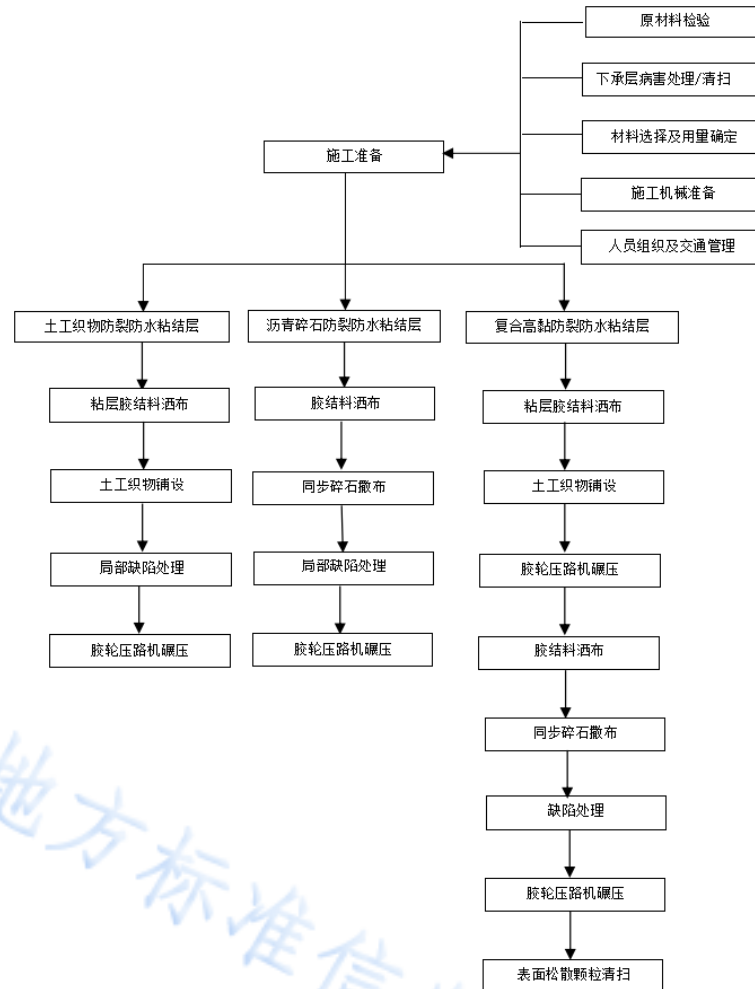 原材料检验
下承层病害处理/清扫
材料选择及用量确定
施工准备
施工机械准备
人员组织及交通管理
土工织物防裂防水粘结层
沥青碎石防裂防水粘结层
复合高黏防裂防水粘结层
粘层胶结料洒布
胶结料洒布
粘层胶结料洒布
土工织物铺设
同步碎石撒布
土工织物铺设
局部缺陷处理
局部缺陷处理
胶轮压路机碾压
胶轮压路机碾压
胶轮压路机碾压
胶结料洒布
同步碎石撒布
缺陷处理
胶轮压路机碾压
表面松散颗粒清扫
地方标准信